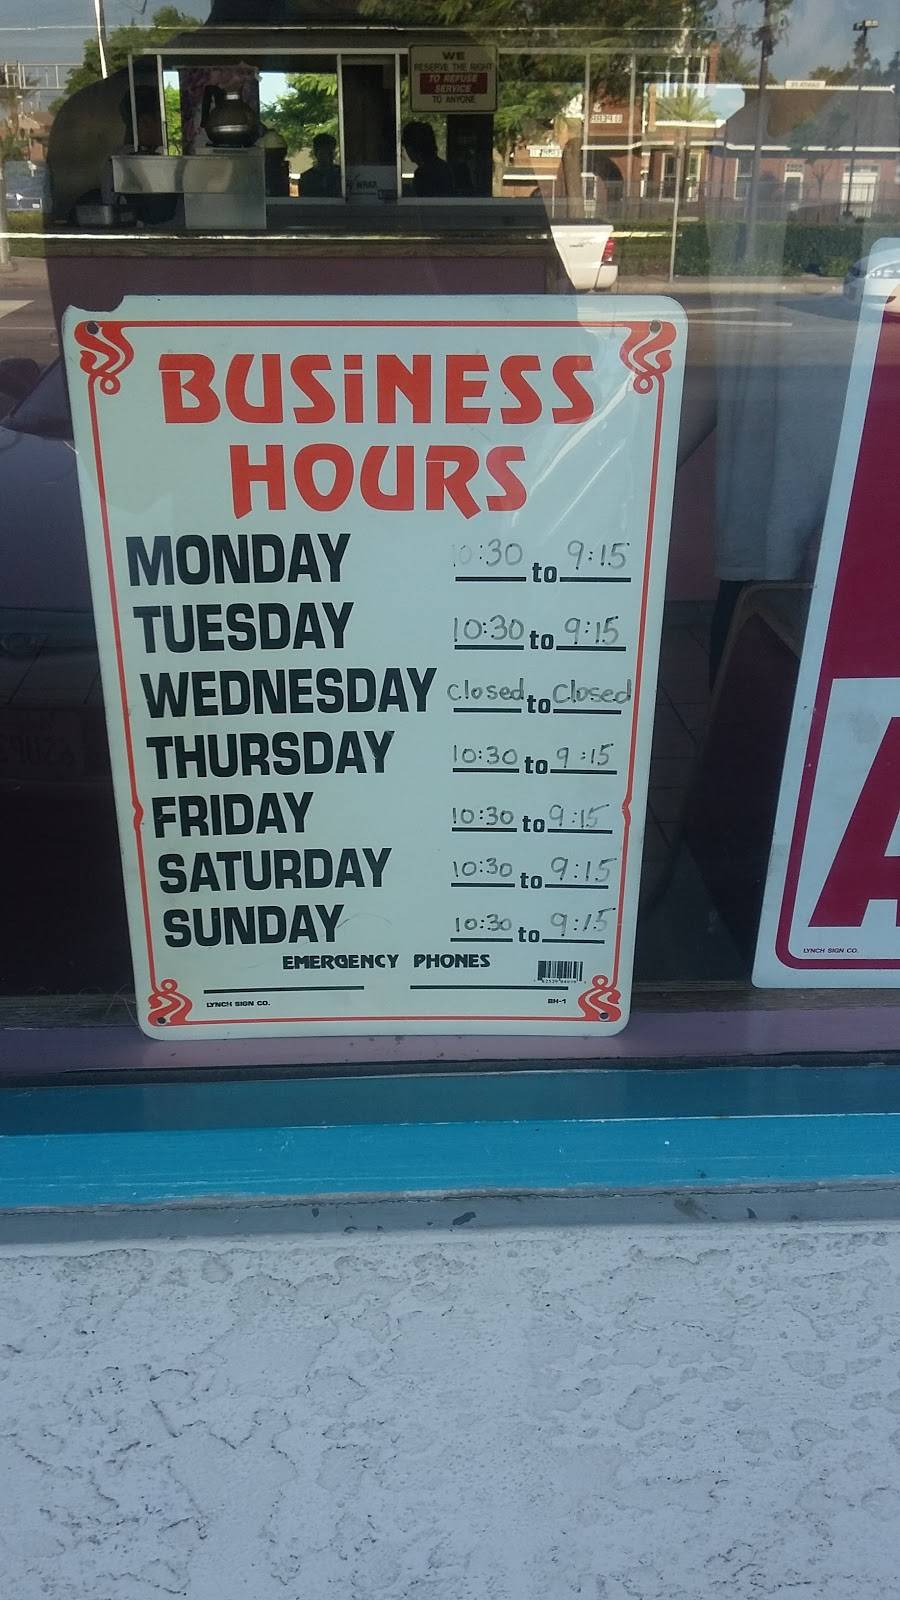 WE
RESERVE THE RIGHT
TO REFUSE
SERVICE
TO ANYONE
BUSiNESS
HOURS
MONDAY 10:30 to 9:15
TUESDAY 10:30 to 9:15
WEDNESDAY closed to Closed
THURSDAY 10:30 to 9:15
FRIDAY 10:30 to 9:15
SATURDAY 10:30 to 9:15
SUNDAY 10:30 to 9:15
EMERGENCY PHONES
LYNCH SIGN CO. BH-1
A
LYNCH SIGN CO.